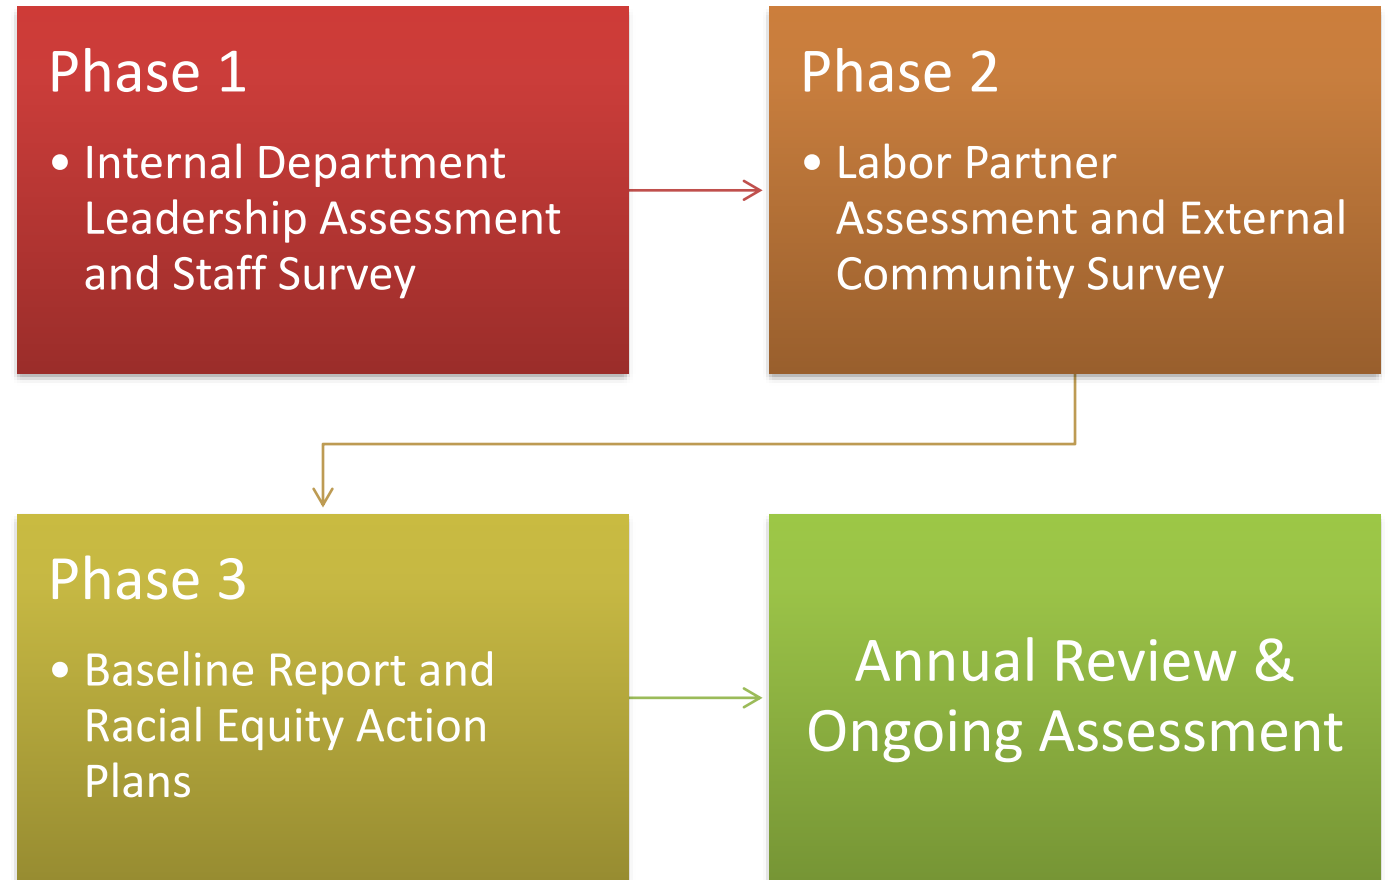 Phase 1
• Internal Department
Leadership Assessment
and Staff Survey
Phase 2
• Labor Partner
Assessment and External
Community Survey
Phase 3
• Baseline Report and
Racial Equity Action
Plans
Annual Review &
Ongoing Assessment